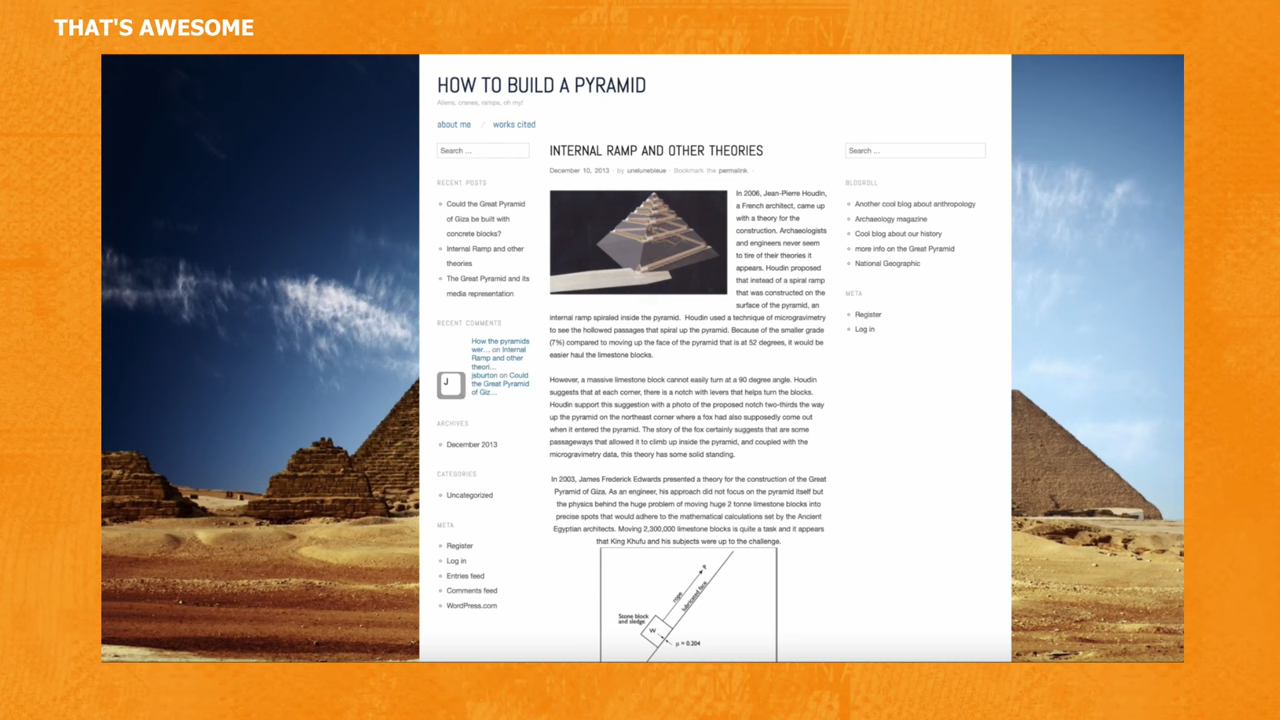 THAT'S AWESOME
HOW TO BUILD A PYRAMID
Aliens, cranes, ramps, oh my!
about me / works cited
Search ...
RECENT POSTS
Could the Great Pyramid
of Giza be built with
concrete blocks?
Internal Ramp and other
theories
The Great Pyramid and its
media representation
RECENT COMMENTS
How the pyramids
wer... on Internal
Ramp and other
theori...
J
jsburton on Could
the Great Pyramid
of Giz...
ARCHIVES
December 2013
CATEGORIES
Uncategorized
META
Register
Log in
Entries feed
Comments feed
WordPress.com
INTERNAL RAMP AND OTHER THEORIES
December 10, 2013 · by unelunebleue · Bookmark the permalink. ·
In 2006, Jean-Pierre Houdin,
a French architect, came up
with a theory for the
construction. Archaeologists
and engineers never seem
to tire of their theories it
appears. Houdin proposed
that instead of a spiral ramp
that was constructed on the
surface of the pyramid, an
internal ramp spiraled inside the pyramid. Houdin used a technique of microgravimetry
to see the hollowed passages that spiral up the pyramid. Because of the smaller grade
(7%) compared to moving up the face of the pyramid that is at 52 degrees, it would be
easier haul the limestone blocks.
However, a massive limestone block cannot easily turn at a 90 degree angle. Houdin
suggests that at each corner, there is a notch with levers that helps turn the blocks.
Houdin support this suggestion with a photo of the proposed notch two-thirds the way
up the pyramid on the northeast corner where a fox had also supposedly come out
when it entered the pyramid. The story of the fox certainly suggests that are some
passageways that allowed it to climb up inside the pyramid, and coupled with the
microgravimetry data, this theory has some solid standing.
In 2003, James Frederick Edwards presented a theory for the construction of the Great
Pyramid of Giza. As an engineer, his approach did not focus on the pyramid itself but
the physics behind the huge problem of moving huge 2 tonne limestone blocks into
precise spots that would adhere to the mathematical calculations set by the Ancient
Egyptian architects. Moving 2,300,000 limestone blocks is quite a task and it appears
that King Khufu and his subjects were up to the challenge.
P
rope
lubricated face
Stone block
and sledge
W
μ = 0.204
Search ...
BLOGROLL
Another cool blog about anthropology
Archaeology magazine
Cool blog about our history
more info on the Great Pyramid
National Geographic
META
Register
Log in